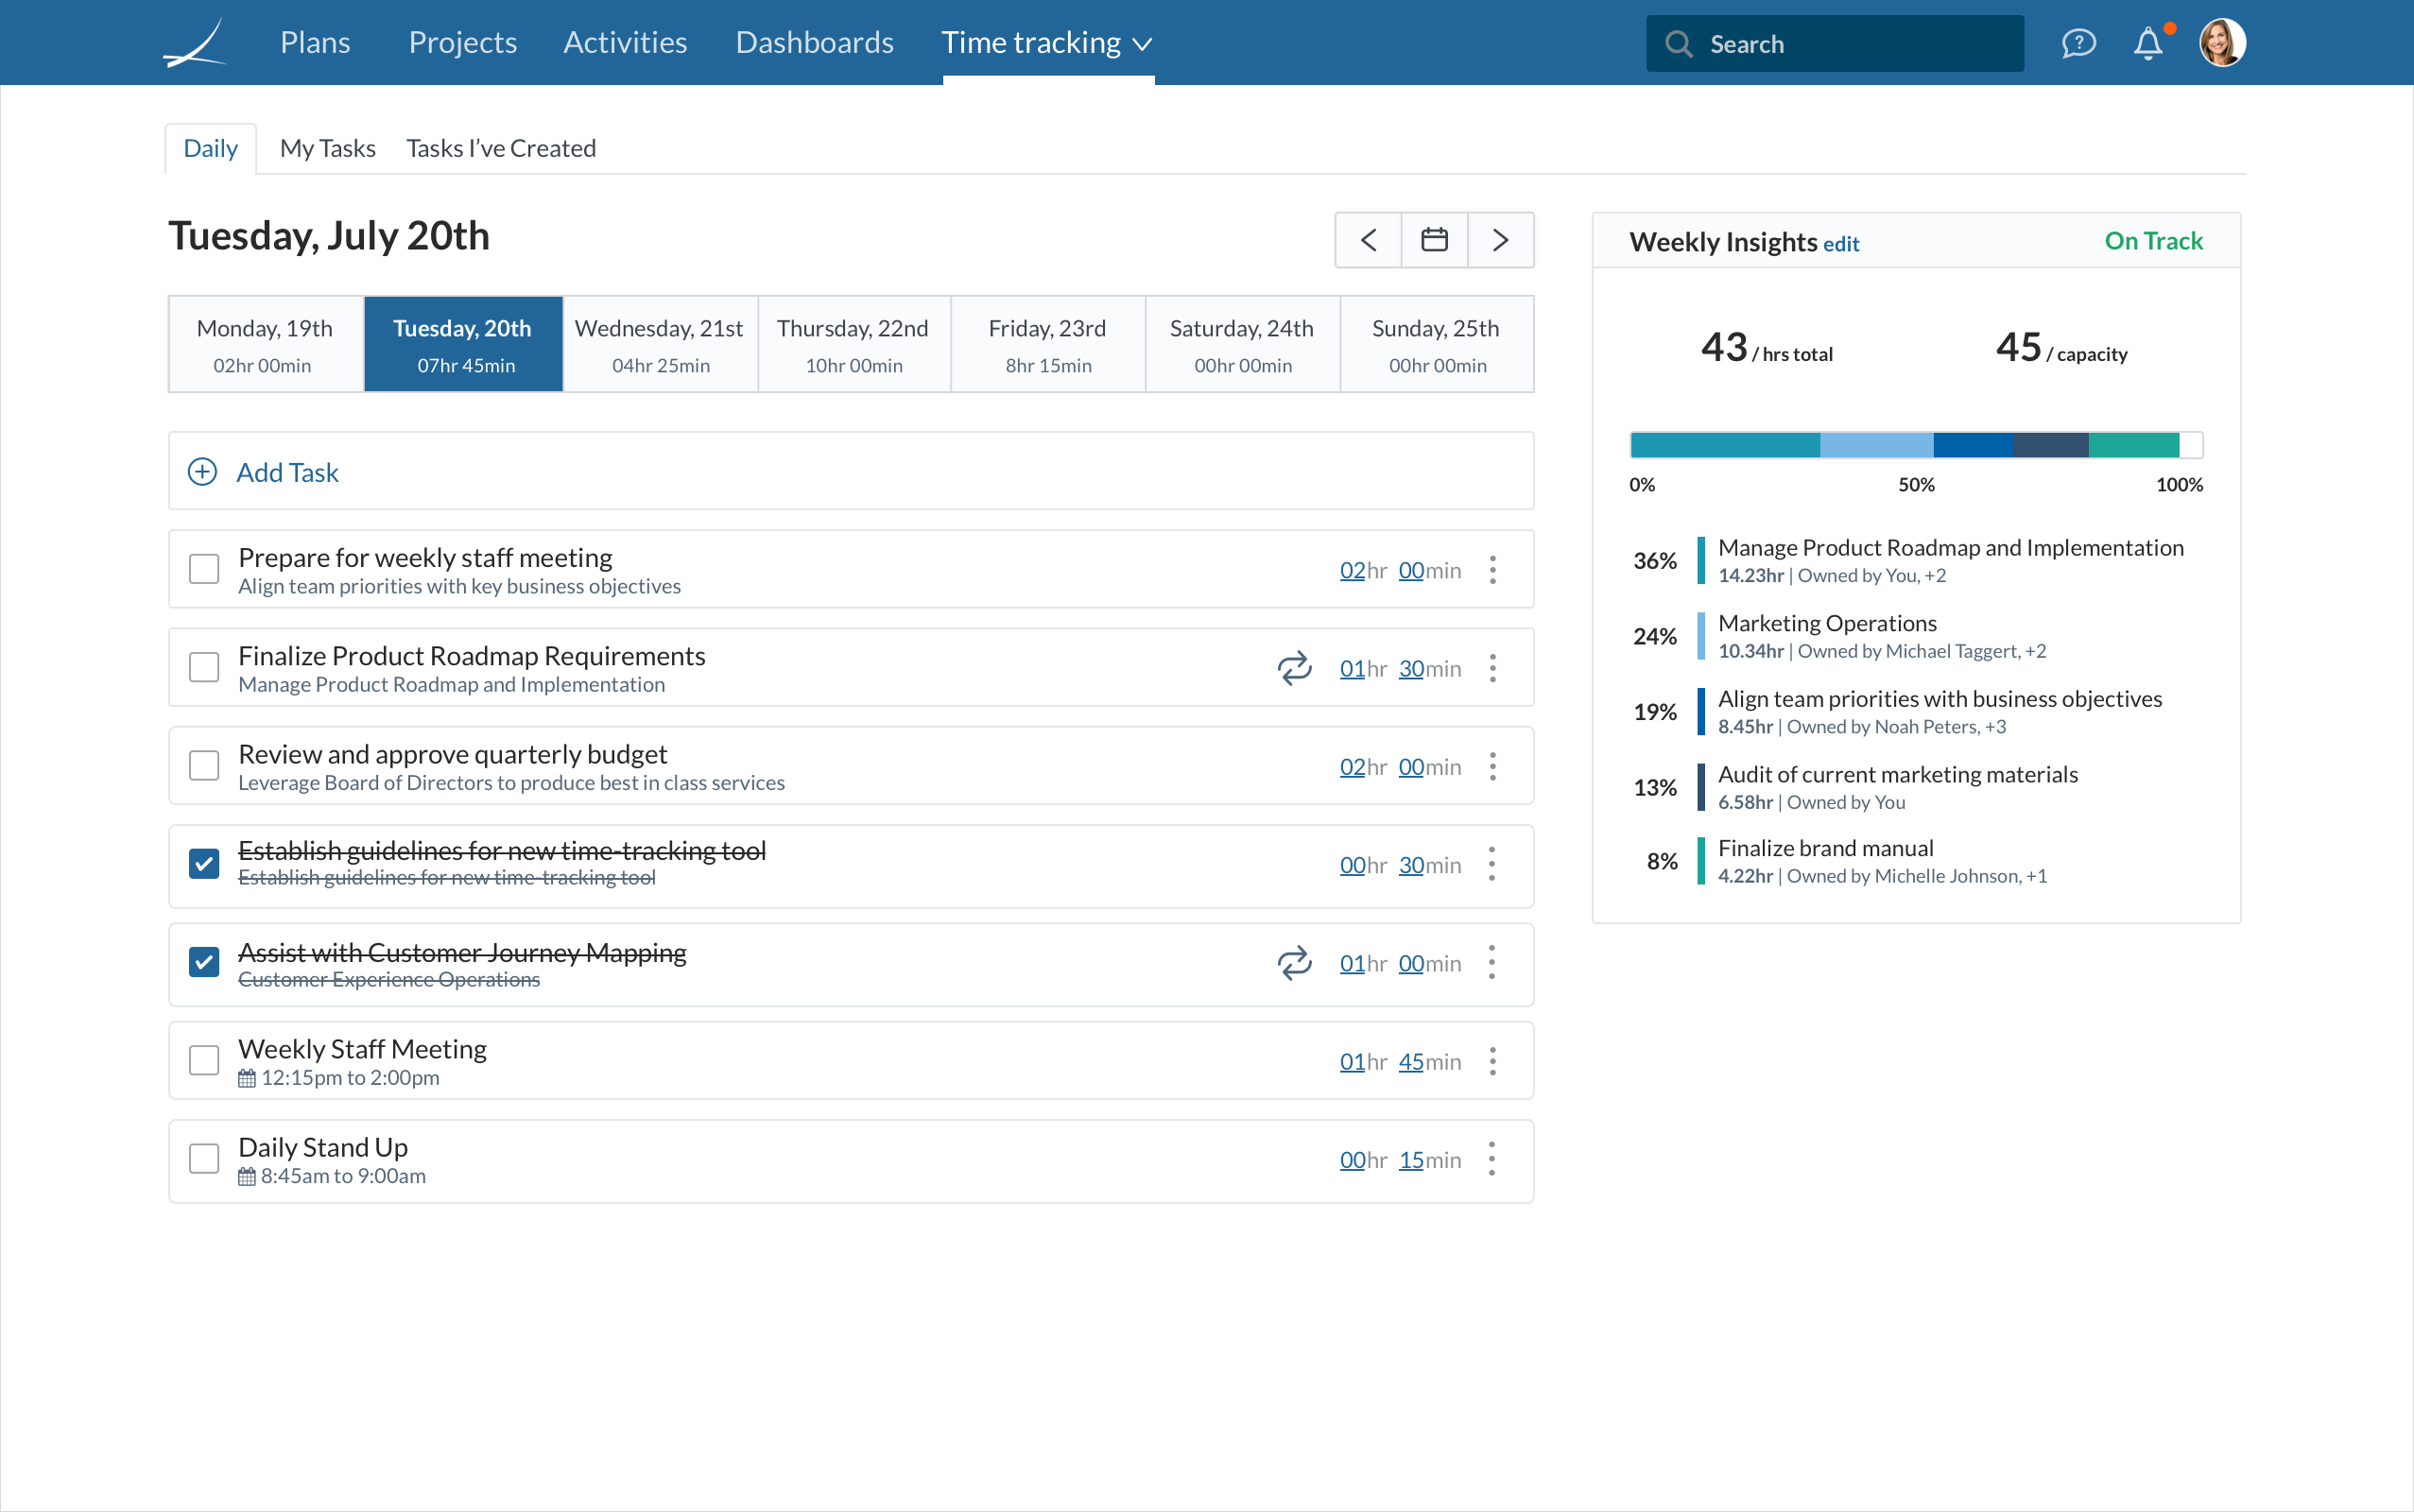 Plans Projects Activities Dashboards Time tracking
Search
Daily My Tasks Tasks I’ve Created
Tuesday, July 20th
Monday, 19th
02hr 00min
Tuesday, 20th
07hr 45min
Wednesday, 21st
04hr 25min
Thursday, 22nd
10hr 00min
Friday, 23rd
8hr 15min
Saturday, 24th
00hr 00min
Sunday, 25th
00hr 00min
Add Task
Prepare for weekly staff meeting
Align team priorities with key business objectives
02hr 00min
Finalize Product Roadmap Requirements
Manage Product Roadmap and Implementation
01hr 30min
Review and approve quarterly budget
Leverage Board of Directors to produce best in class services
02hr 00min
Establish guidelines for new time-tracking tool
Establish guidelines for new time-tracking tool
00hr 30min
Assist with Customer Journey Mapping
Customer Experience Operations
01hr 00min
Weekly Staff Meeting
12:15pm to 2:00pm
01hr 45min
Daily Stand Up
8:45am to 9:00am
00hr 15min
Weekly Insights edit
On Track
43 / hrs total
45 / capacity
0% 50% 100%
36%
Manage Product Roadmap and Implementation
14.23hr | Owned by You, +2
24%
Marketing Operations
10.34hr | Owned by Michael Taggert, +2
19%
Align team priorities with business objectives
8.45hr | Owned by Noah Peters, +3
13%
Audit of current marketing materials
6.58hr | Owned by You
8%
Finalize brand manual
4.22hr | Owned by Michelle Johnson, +1